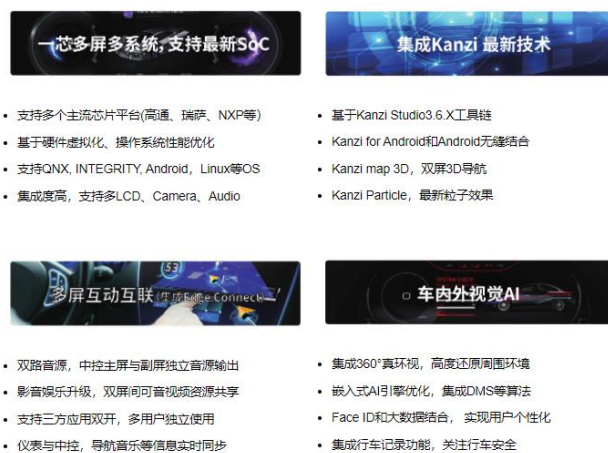 一芯多屏多系统,支持最新SoC
• 支持多个主流芯片平台(高通、瑞萨、NXP等)
• 基于硬件虚拟化、操作系统性能优化
• 支持QNX, INTEGRITY, Android，Linux等OS
• 集成度高，支持多LCD、Camera、Audio
集成Kanzi 最新技术
• 基于Kanzi Studio3.6.X工具链
• Kanzi for Android和Android无缝结合
• Kanzi map 3D，双屏3D导航
• Kanzi Particle，最新粒子效果
53
多屏互动互联(集成Edge Connect)
• 双路音源，中控主屏与副屏独立音源输出
• 影音娱乐升级，双屏间可音视频资源共享
• 支持三方应用双开，多用户独立使用
• 仪表与中控，导航音乐等信息实时同步
车内外视觉AI
• 集成360°真环视，高度还原周围环境
• 嵌入式AI引擎优化，集成DMS等算法
• Face ID和大数据结合， 实现用户个性化
• 集成行车记录功能，关注行车安全